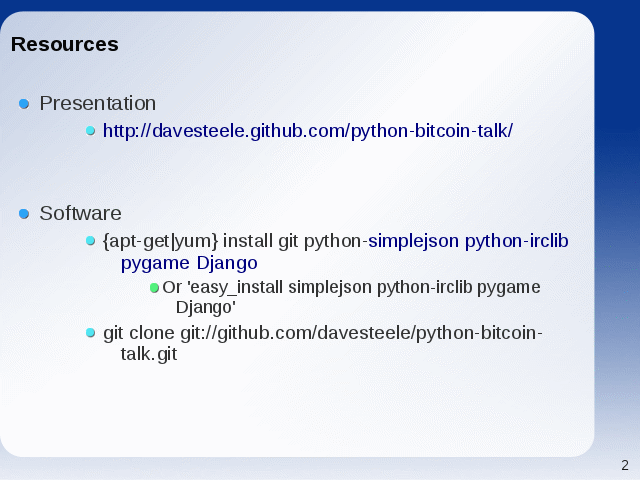 Resources
Presentation
http://davesteele.github.com/python-bitcoin-talk/
Software
{apt-get|yum} install git python-simplejson python-irclib
pygame Django
Or 'easy_install simplejson python-irclib pygame
Django'
git clone git://github.com/davesteele/python-bitcoin-
talk.git
2